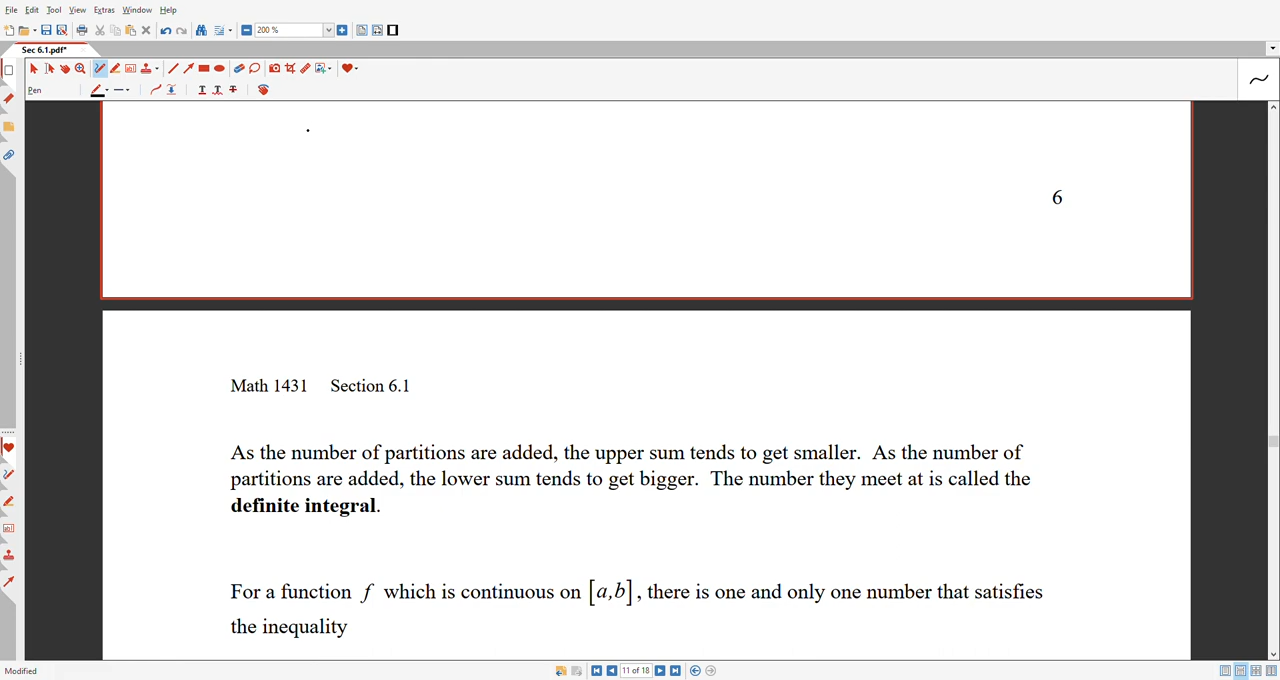 File Edit Tool View Extras Window Help
200 %
Sec 6.1.pdf*
Pen
6
Math 1431 Section 6.1
As the number of partitions are added, the upper sum tends to get smaller. As the number of
partitions are added, the lower sum tends to get bigger. The number they meet at is called the
definite integral.
For a function f which is continuous on [a,b], there is one and only one number that satisfies
the inequality
Modified
11 of 18